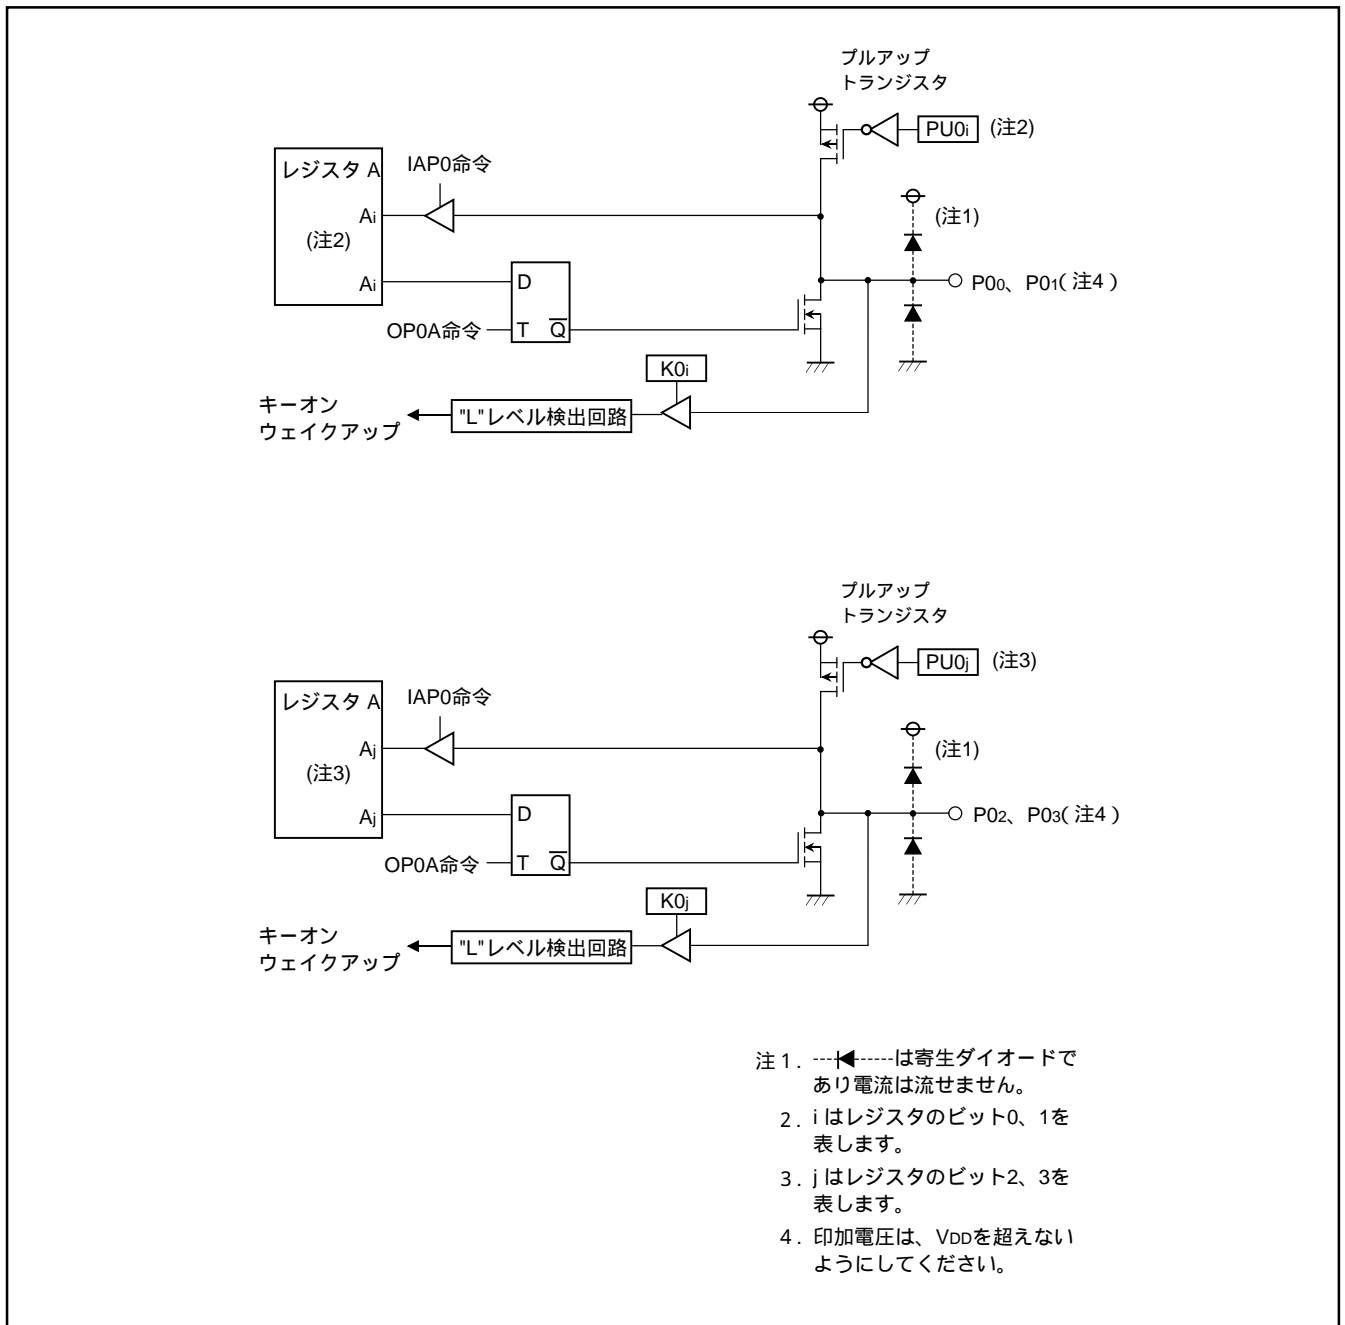 プルアップ
トランジスタ
PU0i (注2)
レジスタ A
IAP0命令
Ai
(注2)
Ai
(注1)
D
P00、P01( 注4 )
OP0A命令
T Q
K0i
キーオン
ウェイクアップ
"L"レベル検出回路
プルアップ
トランジスタ
PU0j (注3)
レジスタ A
IAP0命令
Aj
(注3)
Aj
(注1)
D
P02、P03( 注4 )
OP0A命令
T Q
K0j
キーオン
ウェイクアップ
"L"レベル検出回路
注 1 . は寄生ダイオードで
あり電流は流せません。
2 . i はレジスタのビット0、1を
表します。
3 . j はレジスタのビット2、3を
表します。
4 . 印加電圧は、VDDを超えない
ようにしてください。